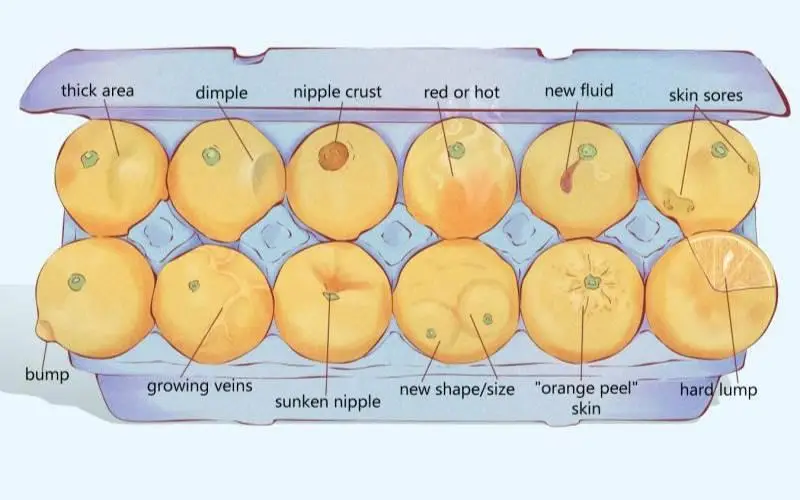 thick area
dimple
nipple crust
red or hot
new fluid
skin sores
bump
growing veins
sunken nipple
new shape/size
"orange peel"
skin
hard lump